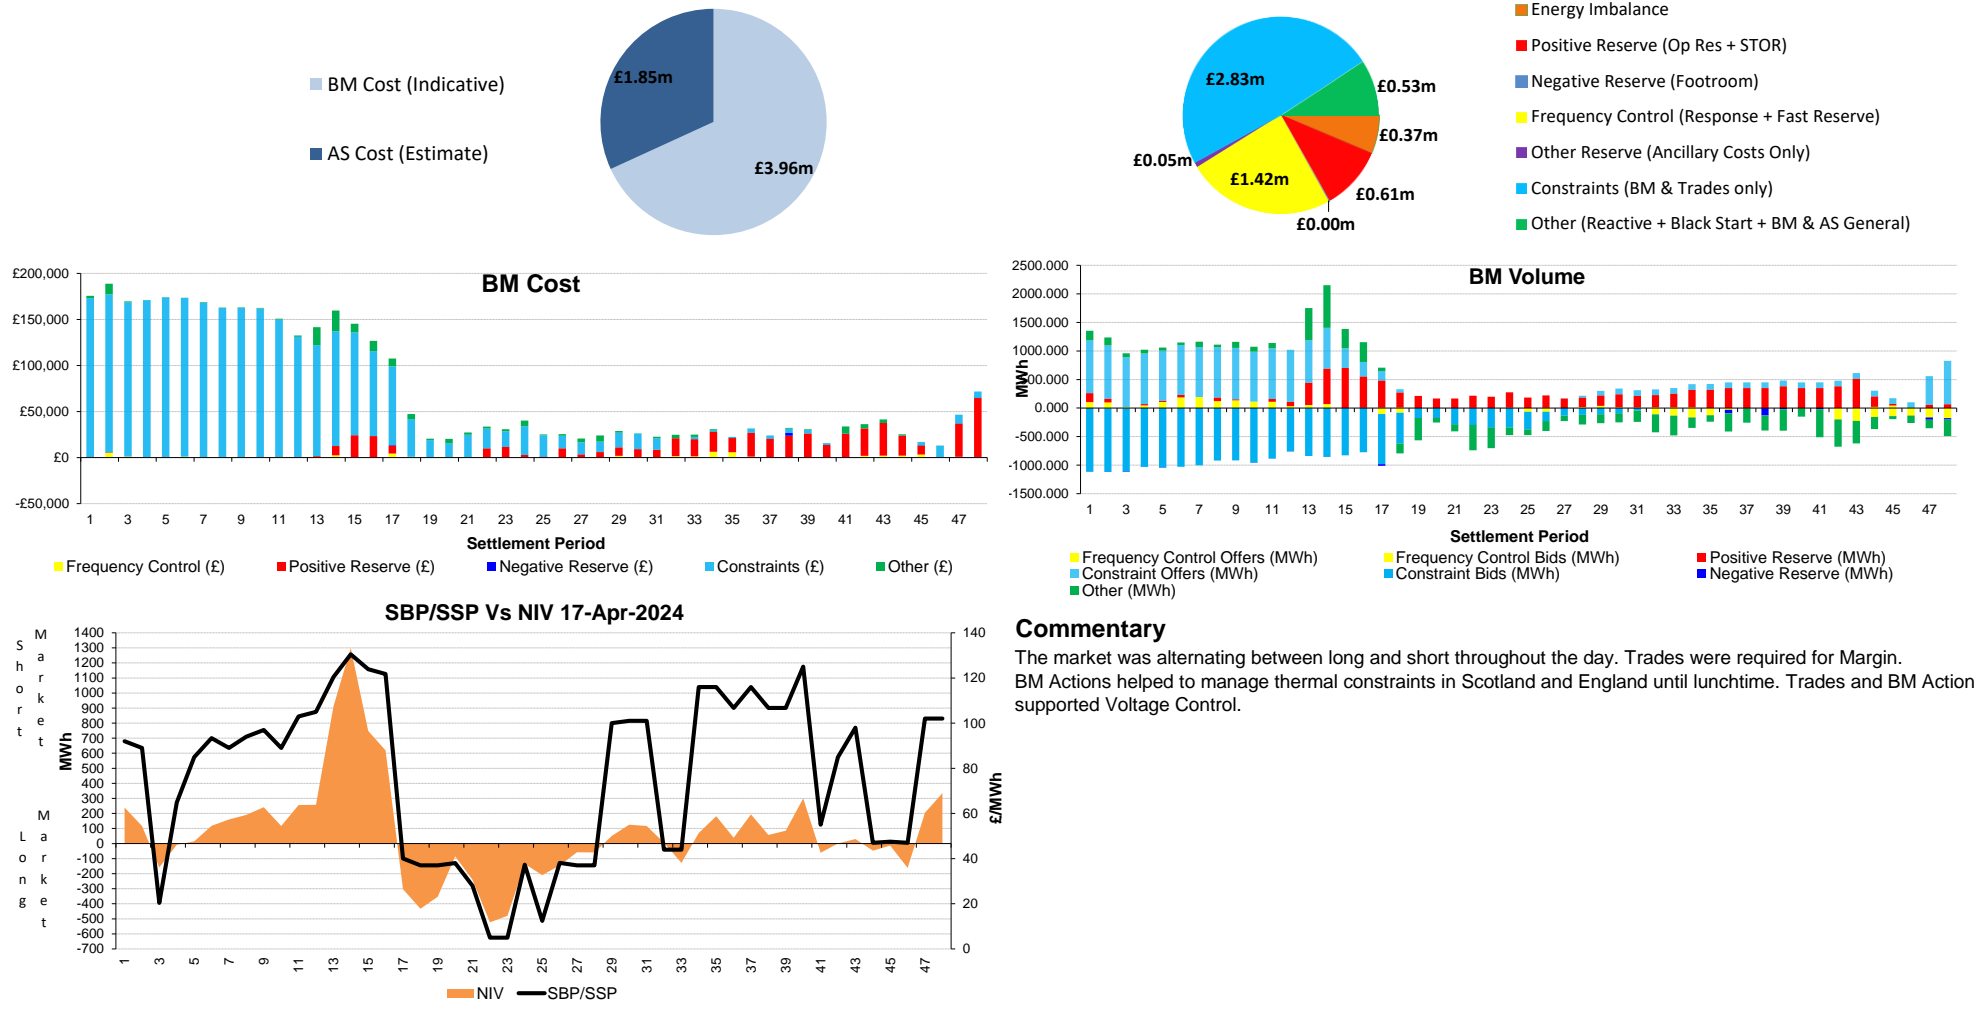 BM Cost (Indicative)
AS Cost (Estimate)
£1.85m
£3.96m
£2.83m
£0.53m
£0.37m
£0.61m
£0.00m
£1.42m
£0.05m
Energy Imbalance
Positive Reserve (Op Res + STOR)
Negative Reserve (Footroom)
Frequency Control (Response + Fast Reserve)
Other Reserve (Ancillary Costs Only)
Constraints (BM & Trades only)
Other (Reactive + Black Start + BM & AS General)
BM Cost
£200,000
£150,000
£100,000
£50,000
£0
-£50,000
1 3 5 7 9 11 13 15 17 19 21 23 25 27 29 31 33 35 37 39 41 43 45 47
Settlement Period
Frequency Control (£) Positive Reserve (£) Negative Reserve (£) Constraints (£) Other (£)
BM Volume
MWh
2500.000
2000.000
1500.000
1000.000
500.000
0.000
-500.000
-1000.000
-1500.000
1 3 5 7 9 11 13 15 17 19 21 23 25 27 29 31 33 35 37 39 41 43 45 47
Settlement Period
Frequency Control Offers (MWh) Frequency Control Bids (MWh) Positive Reserve (MWh)
Constraint Offers (MWh) Constraint Bids (MWh) Negative Reserve (MWh)
Other (MWh)
SBP/SSP Vs NIV 17-Apr-2024
Short Market
Long Market
MWh
1400
1300
1200
1100
1000
900
800
700
600
500
400
300
200
100
0
-100
-200
-300
-400
-500
-600
-700
140
120
100
80
60
40
20
0
£/MWh
1 3 5 7 9 11 13 15 17 19 21 23 25 27 29 31 33 35 37 39 41 43 45 47
NIV SBP/SSP
Commentary
The market was alternating between long and short throughout the day. Trades were required for Margin.
BM Actions helped to manage thermal constraints in Scotland and England until lunchtime. Trades and BM Action
supported Voltage Control.